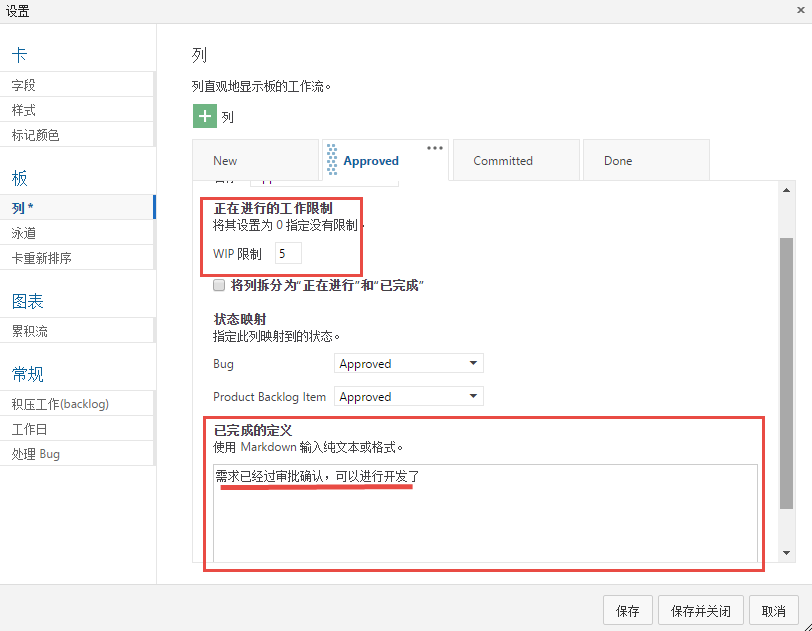 设置
卡
字段
样式
标记颜色
板
列 *
泳道
卡重新排序
图表
累积流
常规
积压工作(backlog)
工作日
处理 Bug
列
列直观地显示板的工作流。
列
New
Approved
Committed
Done
正在进行的工作限制
将其设置为 0 指定没有限制。
WIP 限制 5
将列拆分为“正在进行”和“已完成”
状态映射
指定此列映射到的状态。
Bug Approved
Product Backlog Item Approved
已完成的定义
使用 Markdown 输入纯文本或格式。
需求已经过审批确认，可以进行开发了
保存
保存并关闭
取消